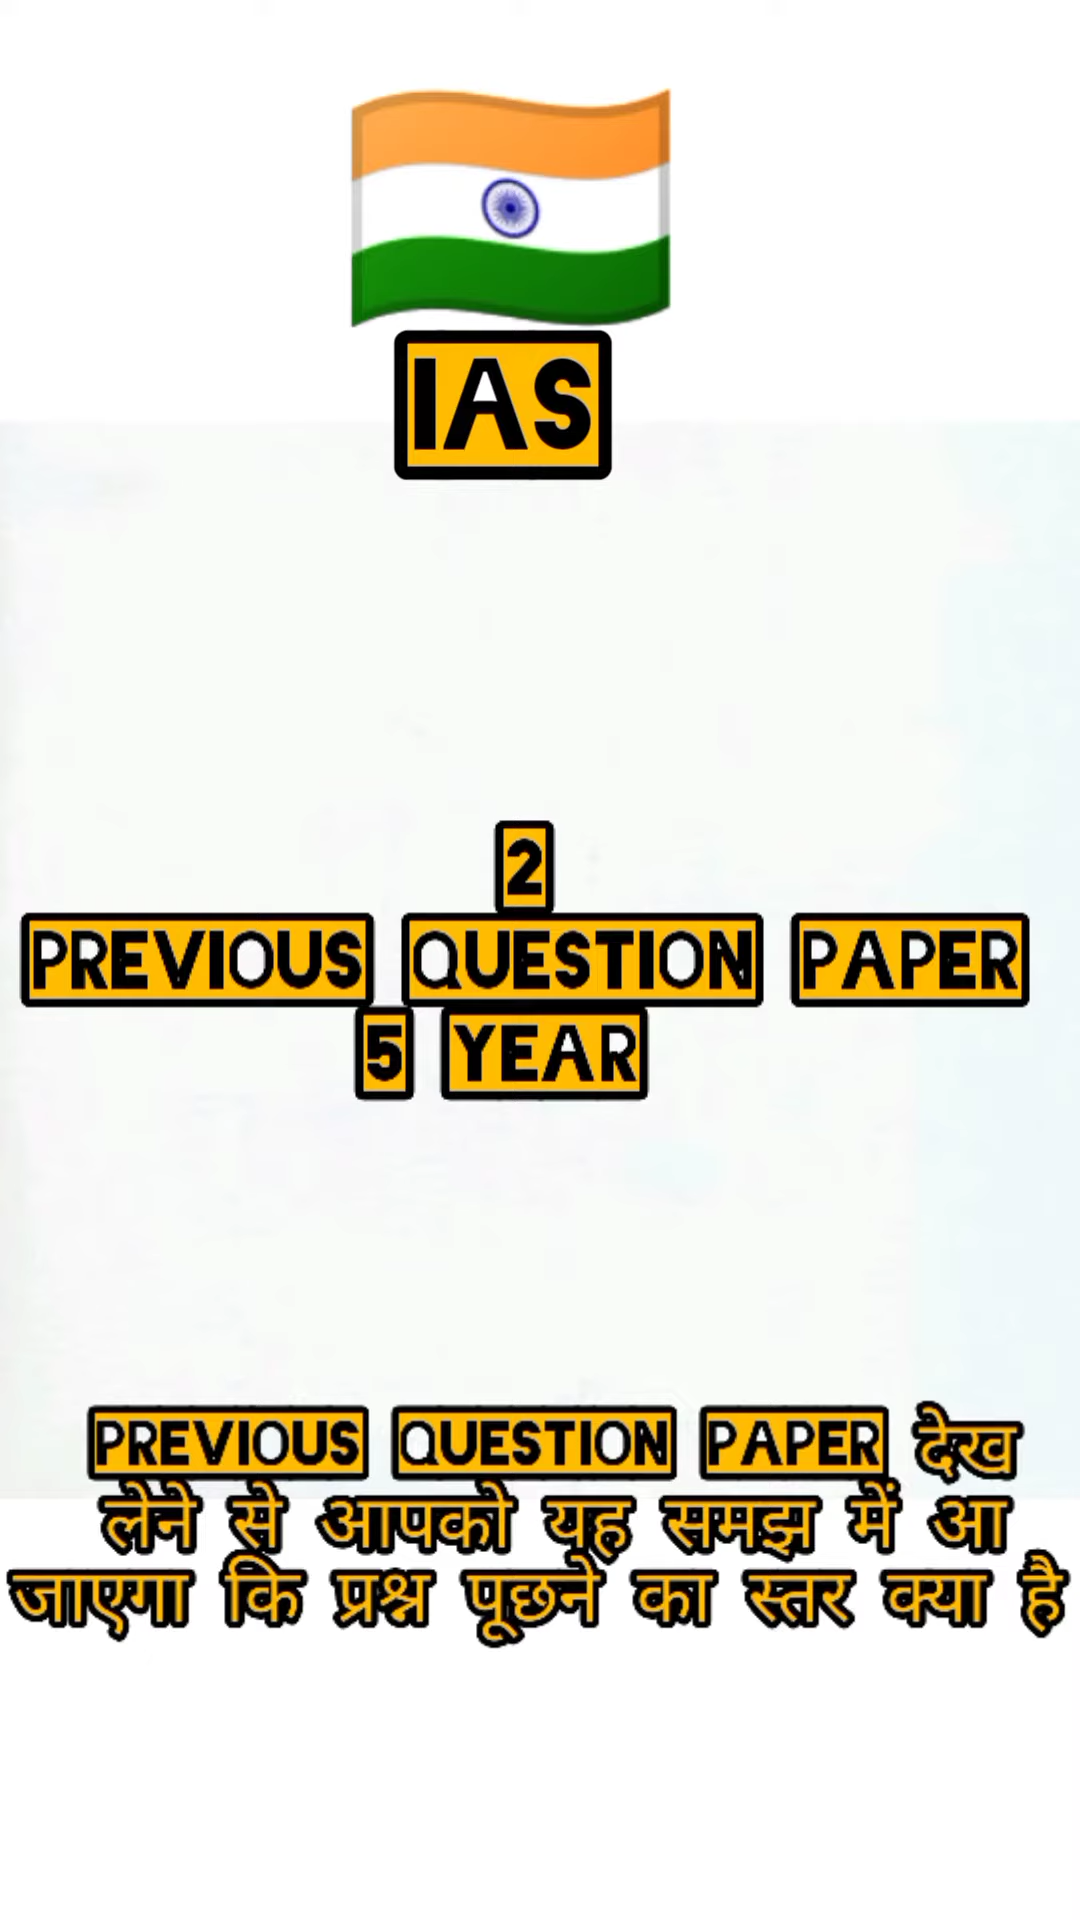 IAS
2
PREVIOUS QUESTION PAPER
5 YEAR
PREVIOUS QUESTION PAPER देख
लेने से आपको यह समझ में आ
जाएगा कि प्रश्न पूछने का स्तर क्या है